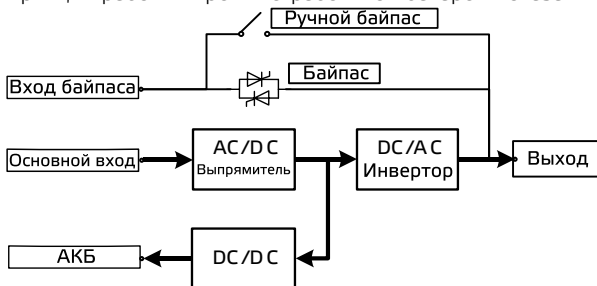 Ручной байпас
Байпас
Вход байпаса
Основной вход
AC/DC
Выпрямитель
DC/AC
Инвертор
Выход
АКБ
DC/DC